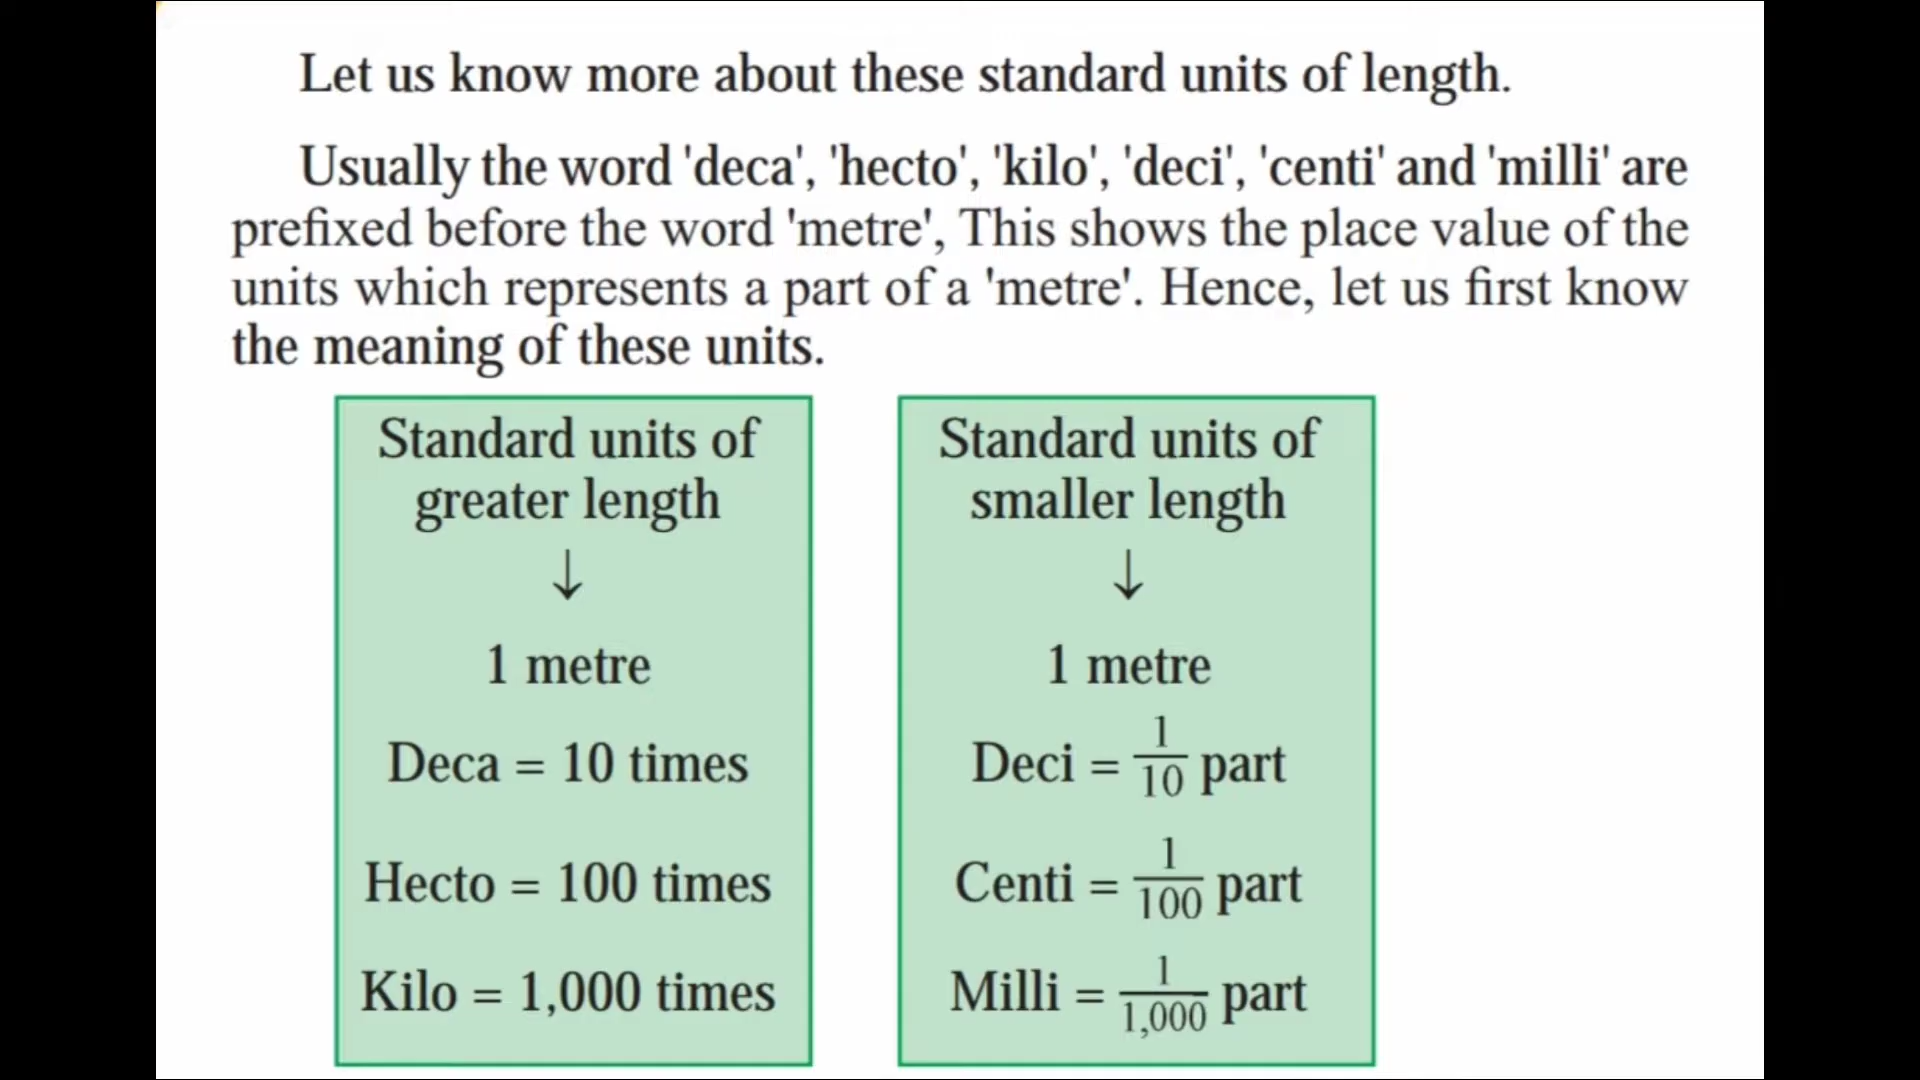 Let us know more about these standard units of length.
Usually the word 'deca', 'hecto', 'kilo', 'deci', 'centi' and 'milli' are
prefixed before the word 'metre', This shows the place value of the
units which represents a part of a 'metre'. Hence, let us first know
the meaning of these units.
Standard units of
greater length
↓
1 metre
Deca = 10 times
Hecto = 100 times
Kilo = 1,000 times
Standard units of
smaller length
↓
1 metre
Deci = 1/10 part
Centi = 1/100 part
Milli = 1/1,000 part